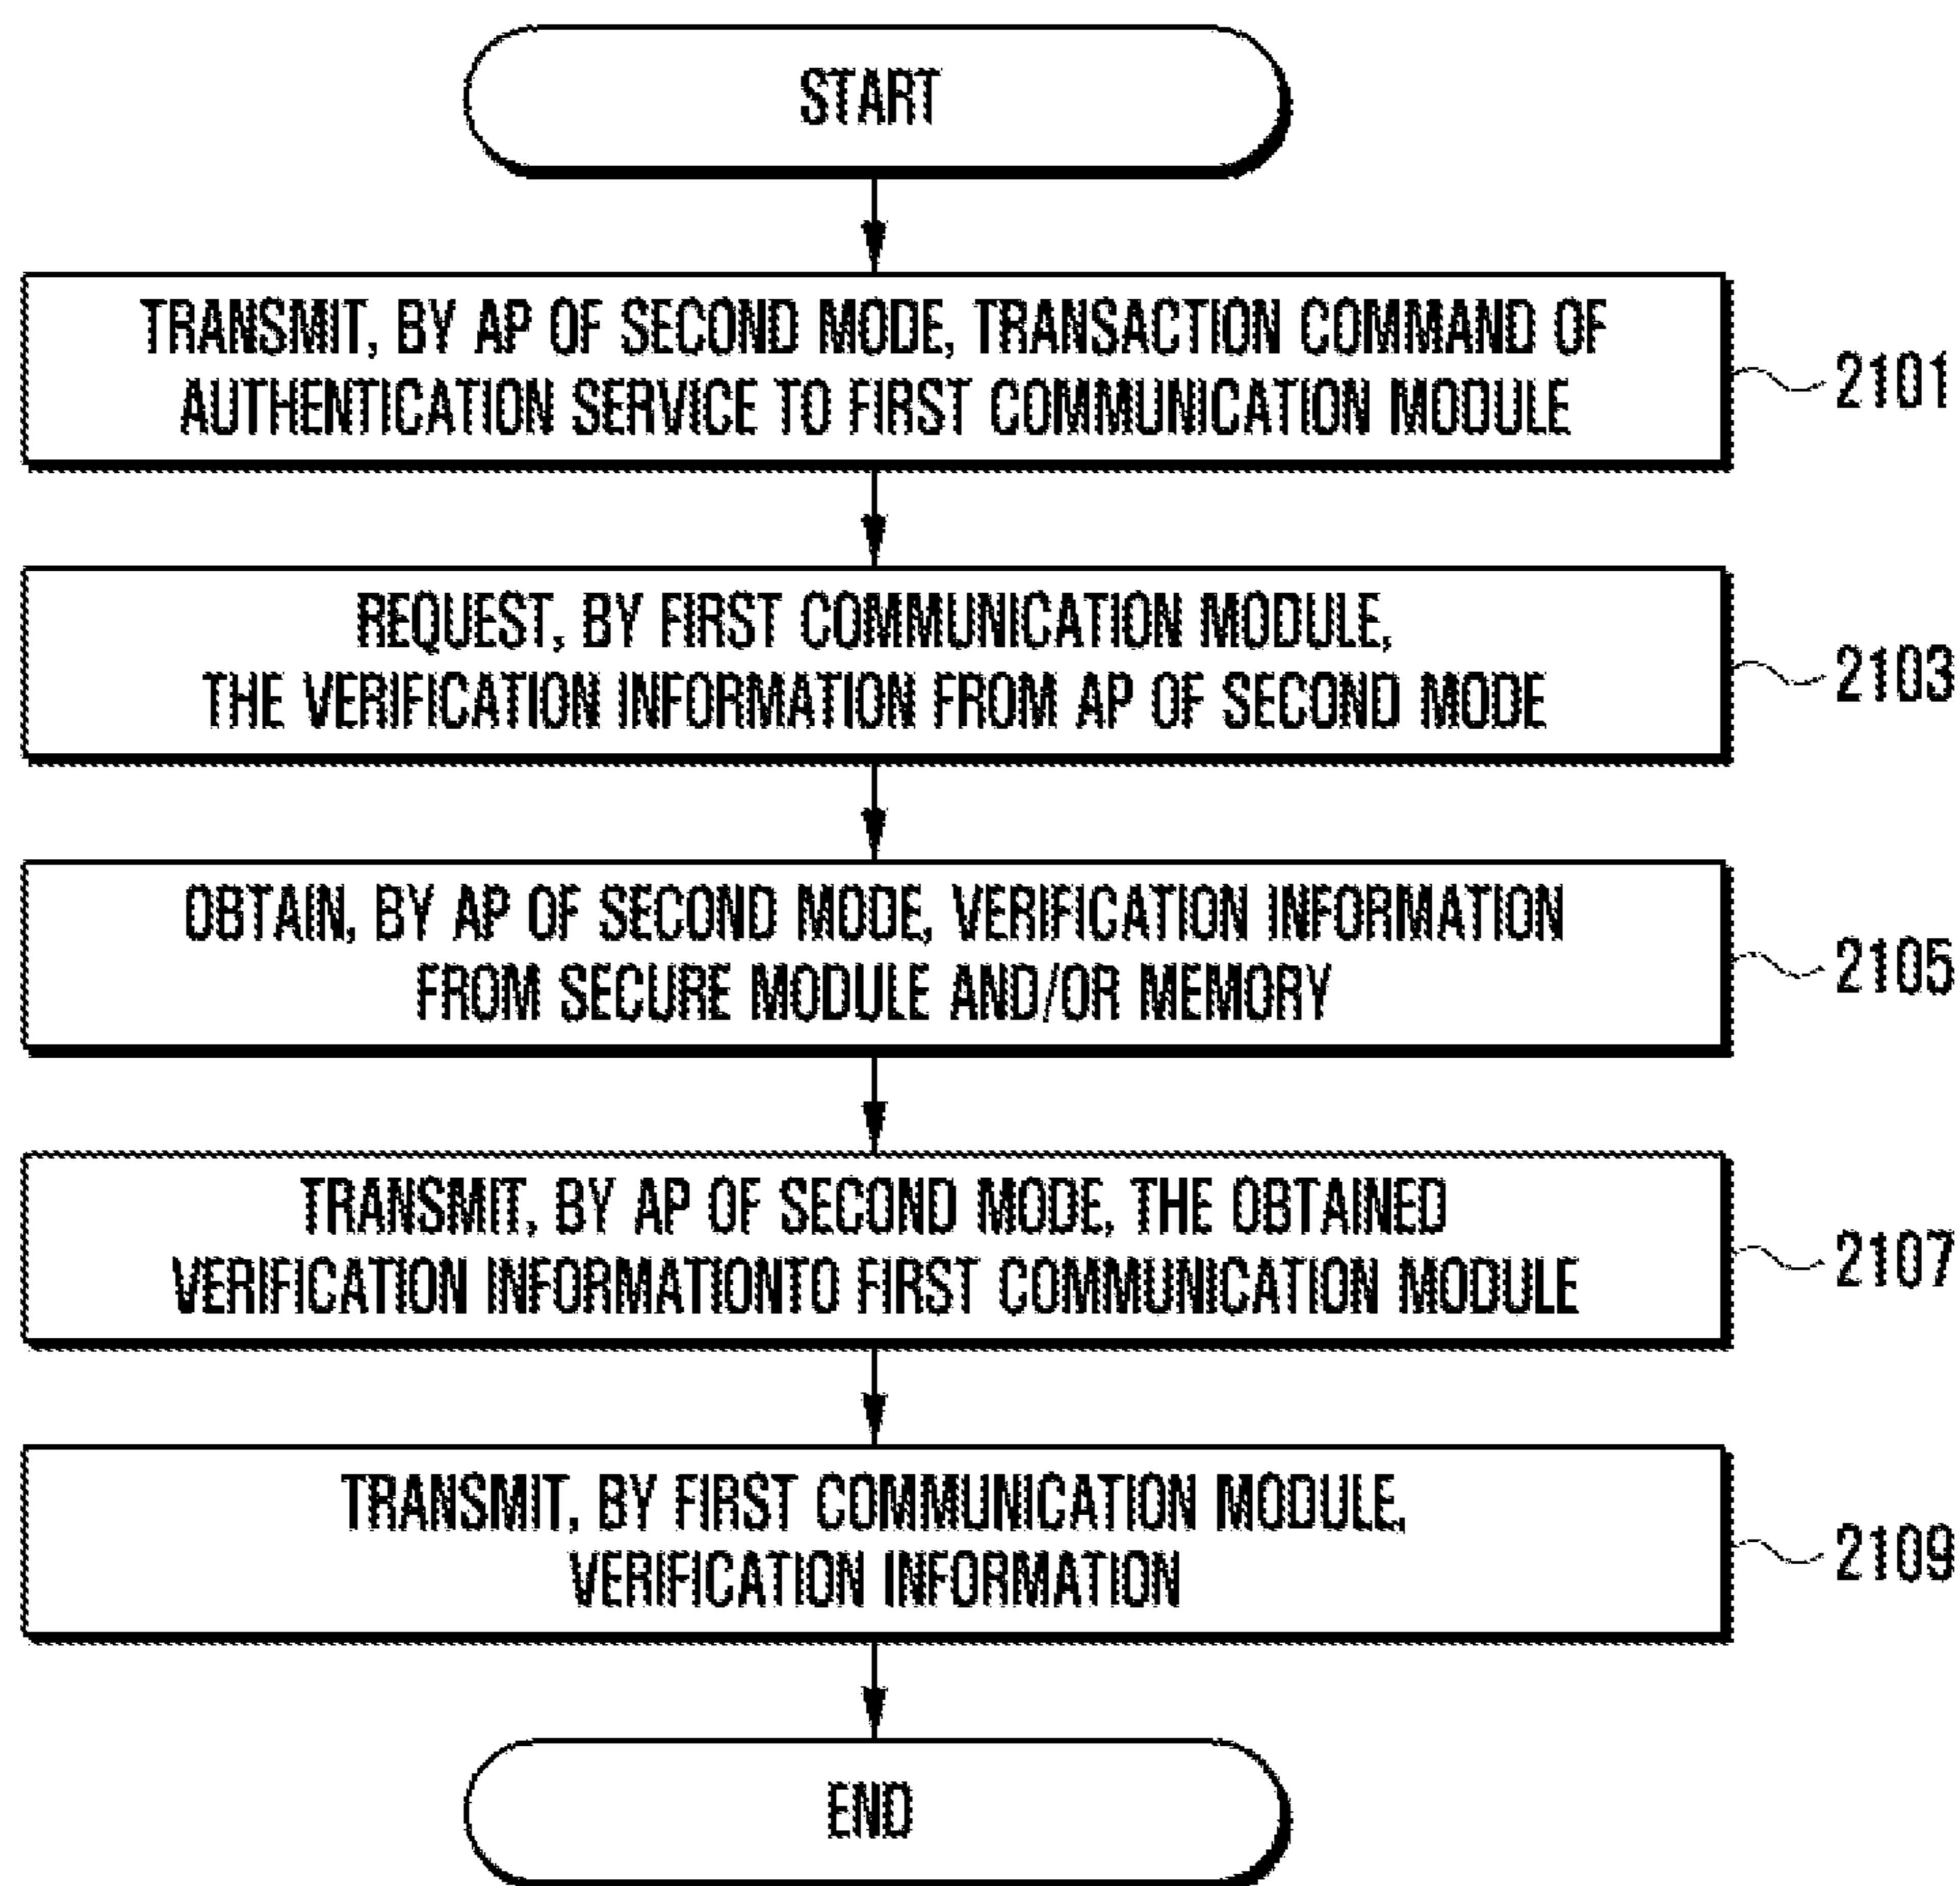 START
TRANSMIT, BY AP OF SECOND MODE, TRANSACTION COMMAND OF
AUTHENTICATION SERVICE TO FIRST COMMUNICATION MODULE
2101
REQUEST, BY FIRST COMMUNICATION MODULE,
THE VERIFICATION INFORMATION FROM AP OF SECOND MODE
2103
OBTAIN, BY AP OF SECOND MODE, VERIFICATION INFORMATION
FROM SECURE MODULE AND/OR MEMORY
2105
TRANSMIT, BY AP OF SECOND MODE, THE OBTAINED
VERIFICATION INFORMATIONTO FIRST COMMUNICATION MODULE
2107
TRANSMIT, BY FIRST COMMUNICATION MODULE,
VERIFICATION INFORMATION
2109
END